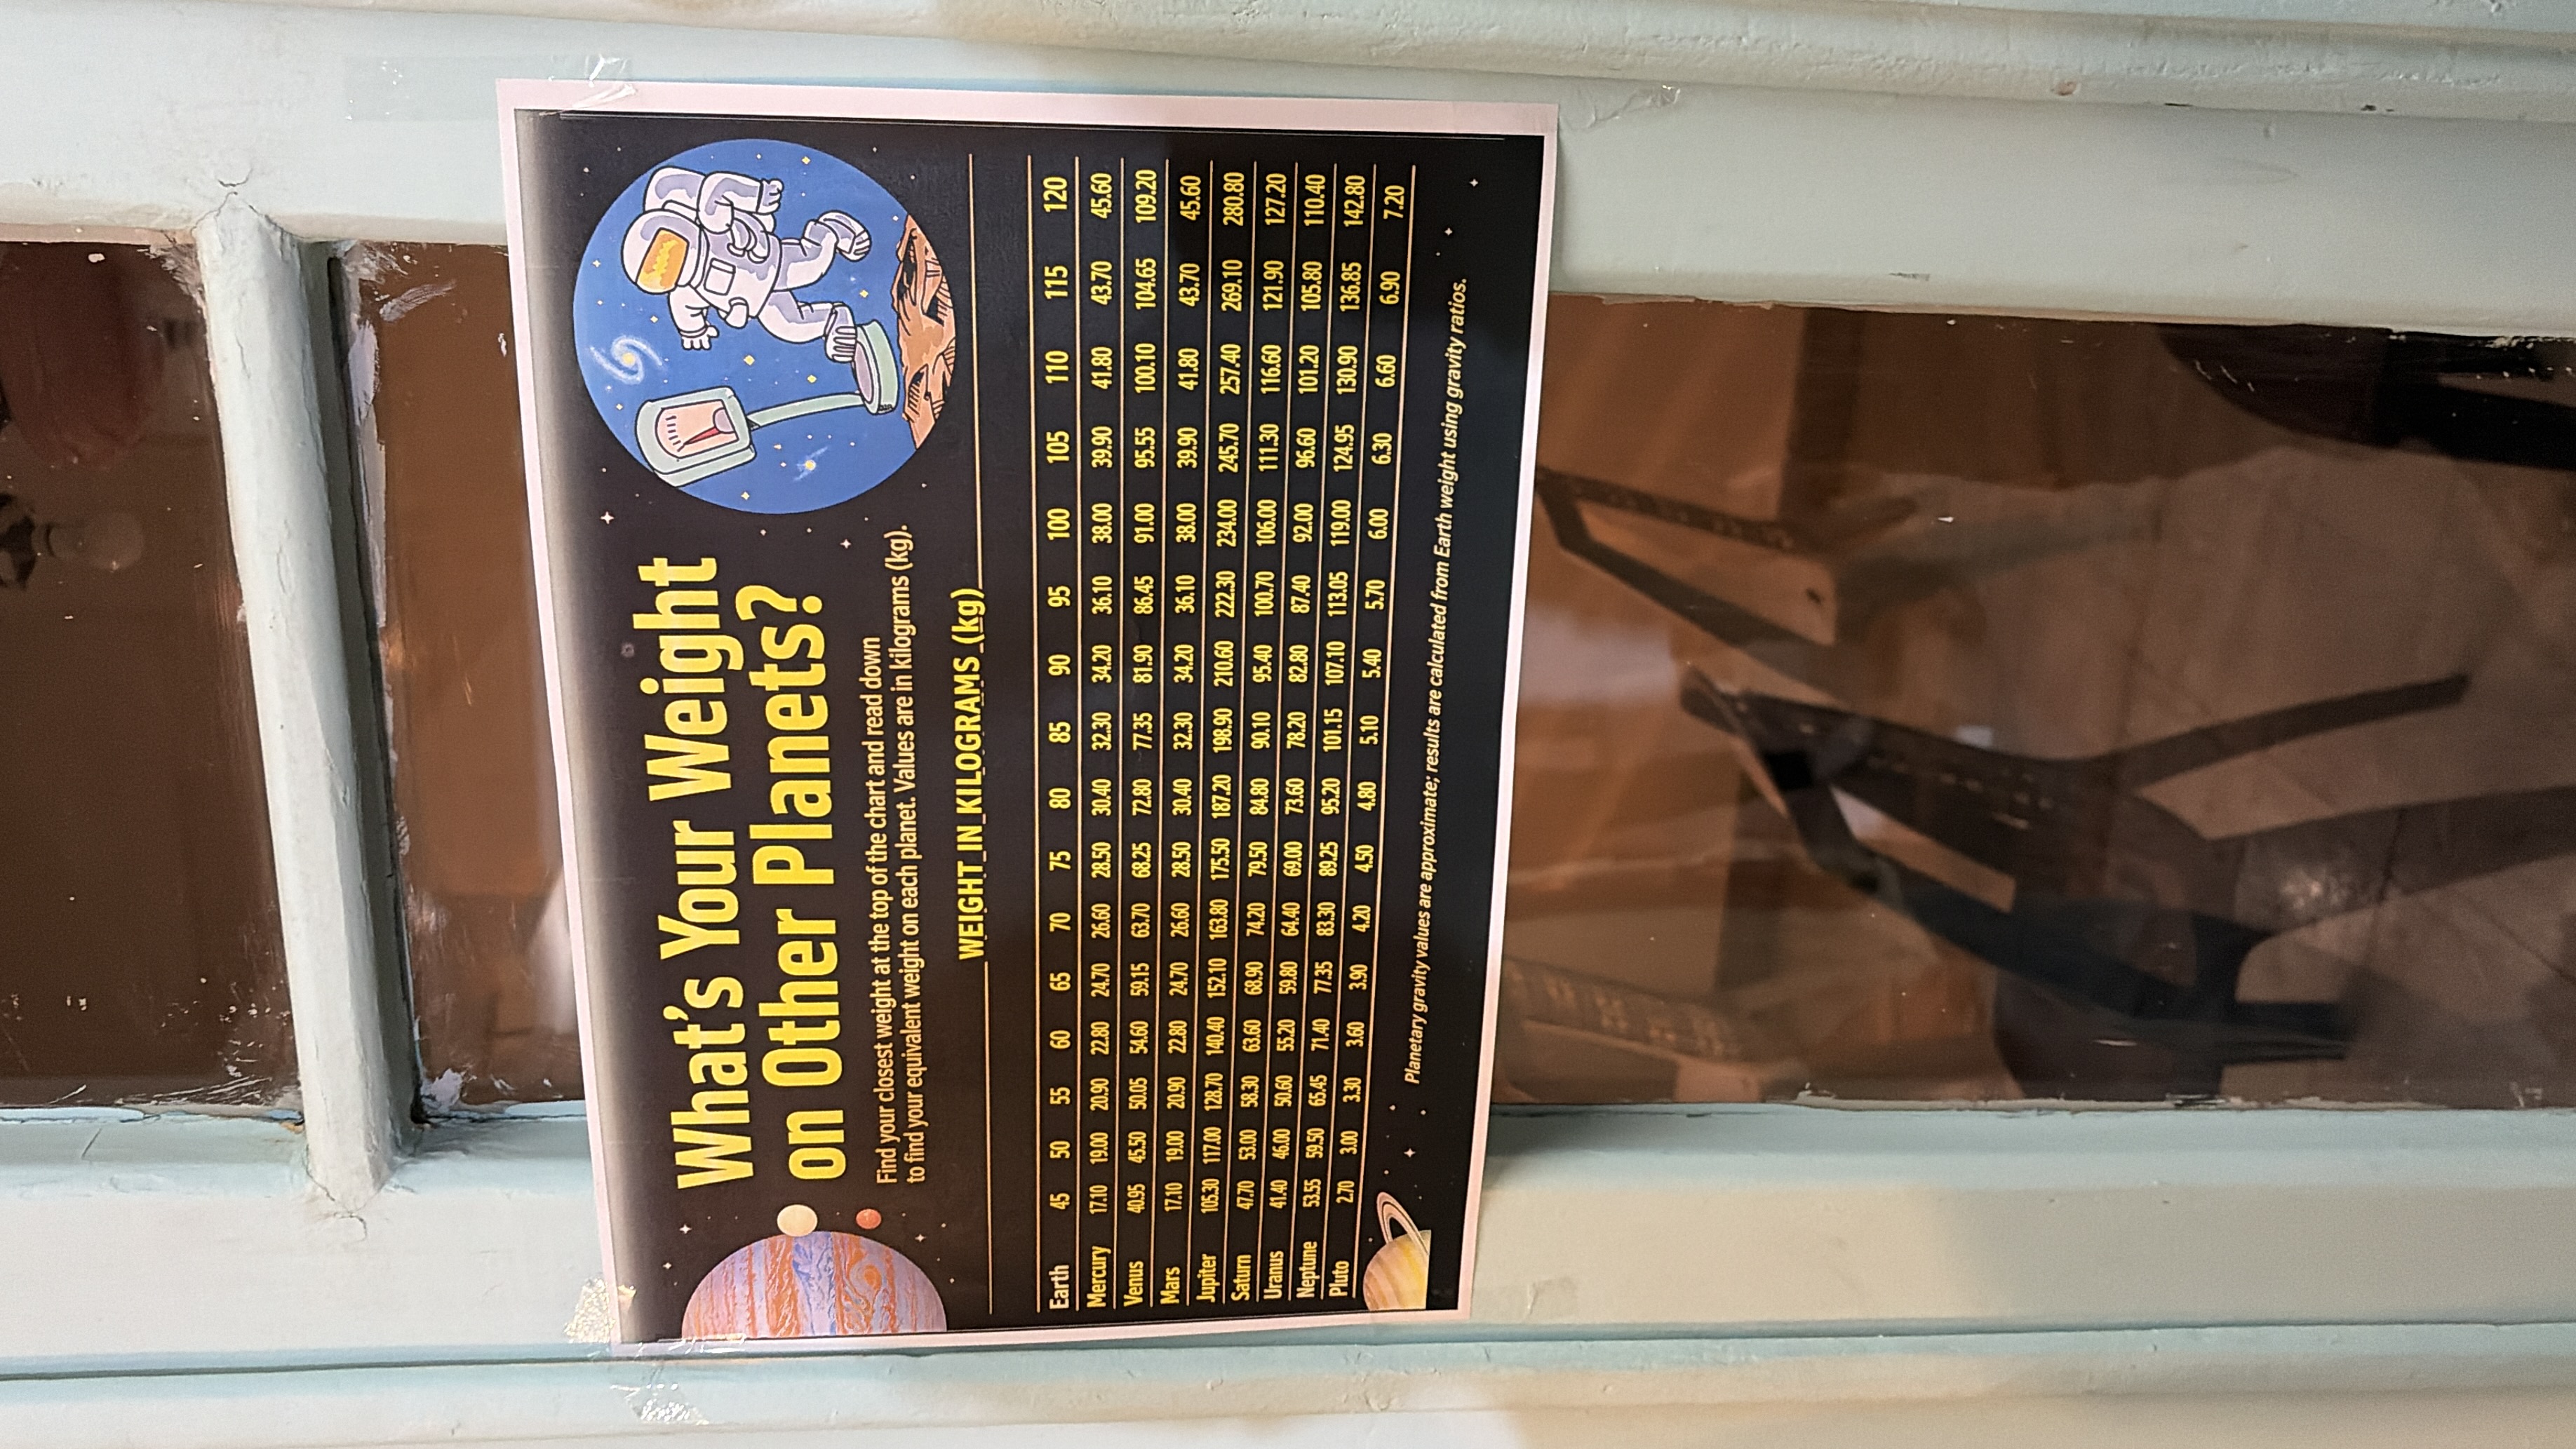 What's Your Weight
on Other Planets?
Find your closest weight at the top of the chart and read down
to find your equivalent weight on each planet. Values are in kilograms (kg).
WEIGHT IN KILOGRAMS (kg)
Earth 45 50 55 60 65 70 75 80 85 90 95 100 105 110 115 120
Mercury 17.10 19.00 20.90 22.80 24.70 26.60 28.50 30.40 32.30 34.20 36.10 38.00 39.90 41.80 43.70 45.60
Venus 40.95 45.50 50.05 54.60 59.15 63.70 68.25 72.80 77.35 81.90 86.45 91.00 95.55 100.10 104.65 109.20
Mars 17.10 19.00 20.90 22.80 24.70 26.60 28.50 30.40 32.30 34.20 36.10 38.00 39.90 41.80 43.70 45.60
Jupiter 105.30 117.00 128.70 140.40 152.10 163.80 175.50 187.20 198.90 210.60 222.30 234.00 245.70 257.40 269.10 280.80
Saturn 47.70 53.00 58.30 63.60 68.90 74.20 79.50 84.80 90.10 95.40 100.70 106.00 111.30 116.60 121.90 127.20
Uranus 41.40 46.00 50.60 55.20 59.80 64.40 69.00 73.60 78.20 82.80 87.40 92.00 96.60 101.20 105.80 110.40
Neptune 53.55 59.50 65.45 71.40 77.35 83.30 89.25 95.20 101.15 107.10 113.05 119.00 124.95 130.90 136.85 142.80
Pluto 2.70 3.00 3.30 3.60 3.90 4.20 4.50 4.80 5.10 5.40 5.70 6.00 6.30 6.60 6.90 7.20
Planetary gravity values are approximate; results are calculated from Earth weight using gravity ratios.